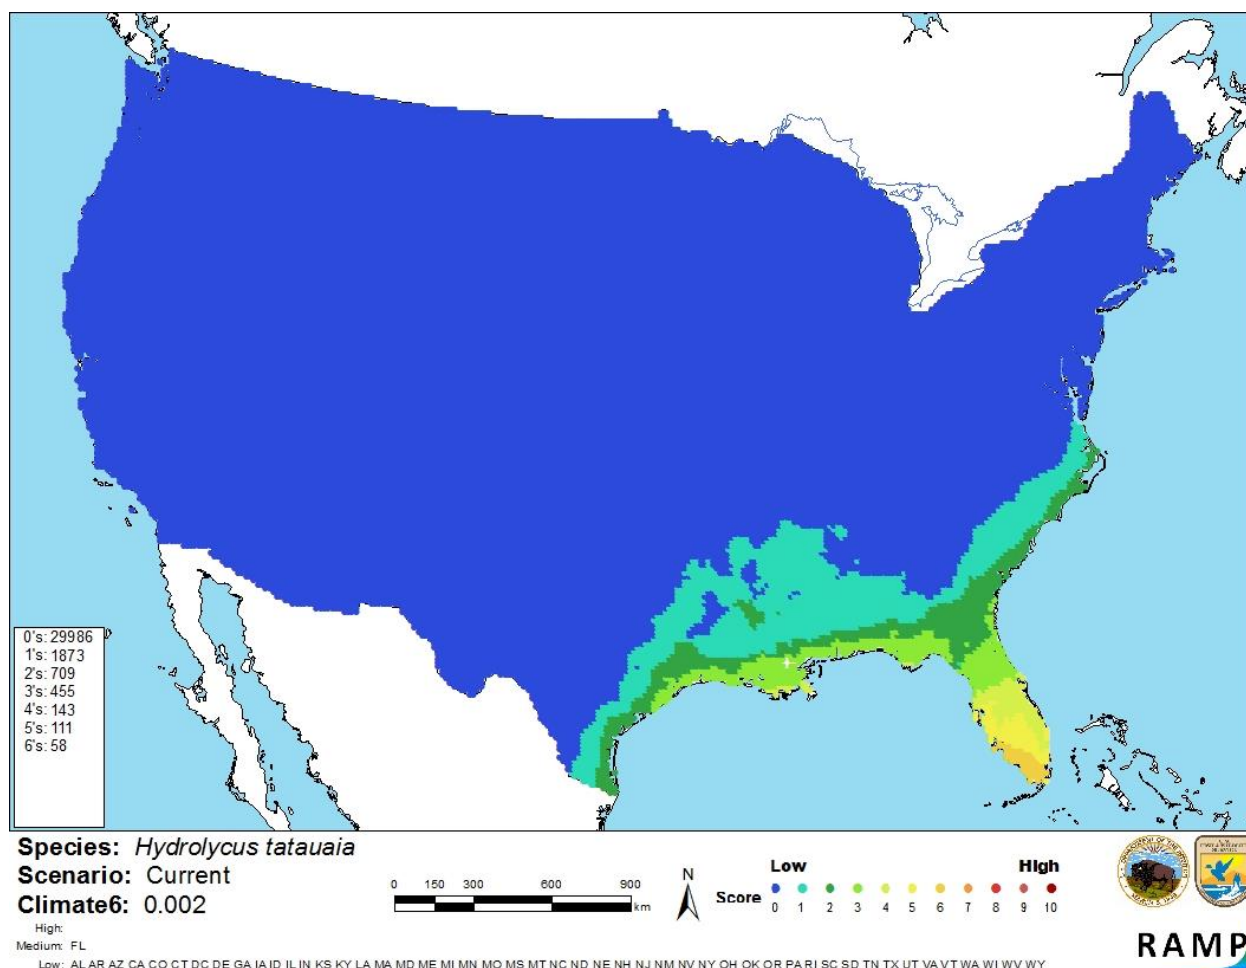 0's: 29986
1's: 1873
2's: 709
3's: 455
4's: 143
5's: 111
6's: 58
Species: Hydrolycus tatauaia
Scenario: Current
Climate6: 0.002
High:
Medium: FL
Low: AL AR AZ CA CO CT DC DE GA IA ID IL IN KS KY LA MA MD ME MI MN MO MS MT NC ND NE NH NJ NM NV NY OH OK OR PA RI SC SD TN TX UT VA VT WA WI WV WY
0 150 300 600 900
km
N
Low High
Score
0 1 2 3 4 5 6 7 8 9 10
RAMP